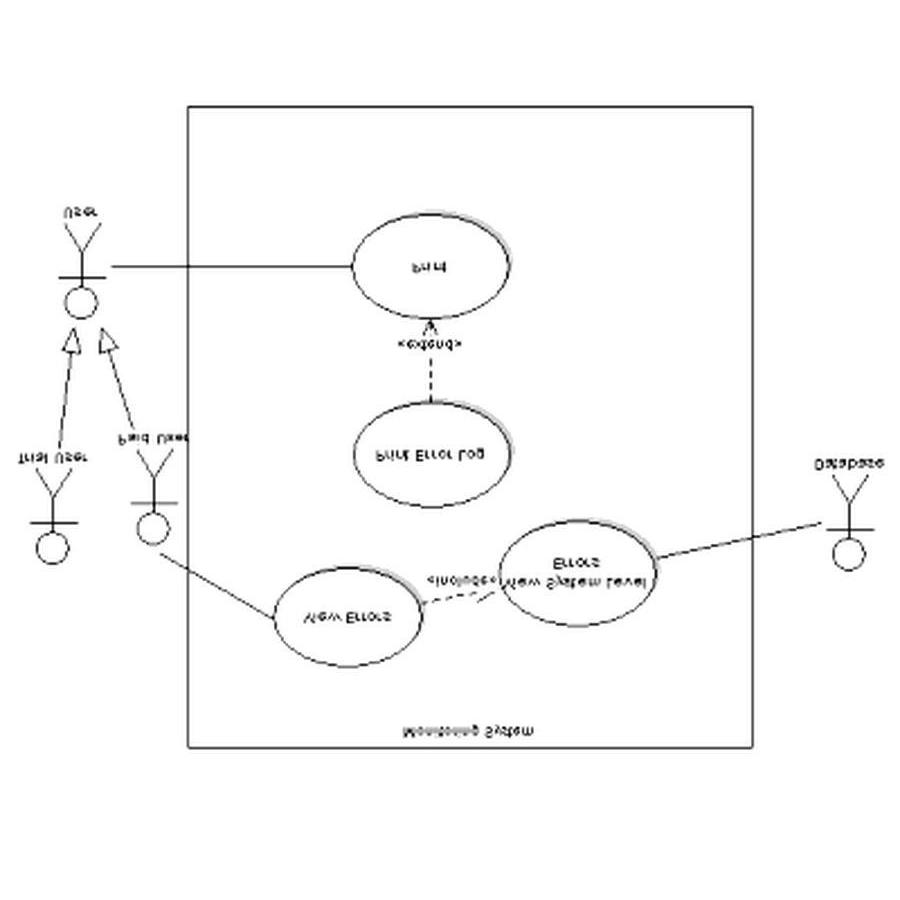 Monitoring System
View Errors
<include>
View System Level
Errors
Database
Trial User
Paid User
Print Error Log
<extend>
Print
User